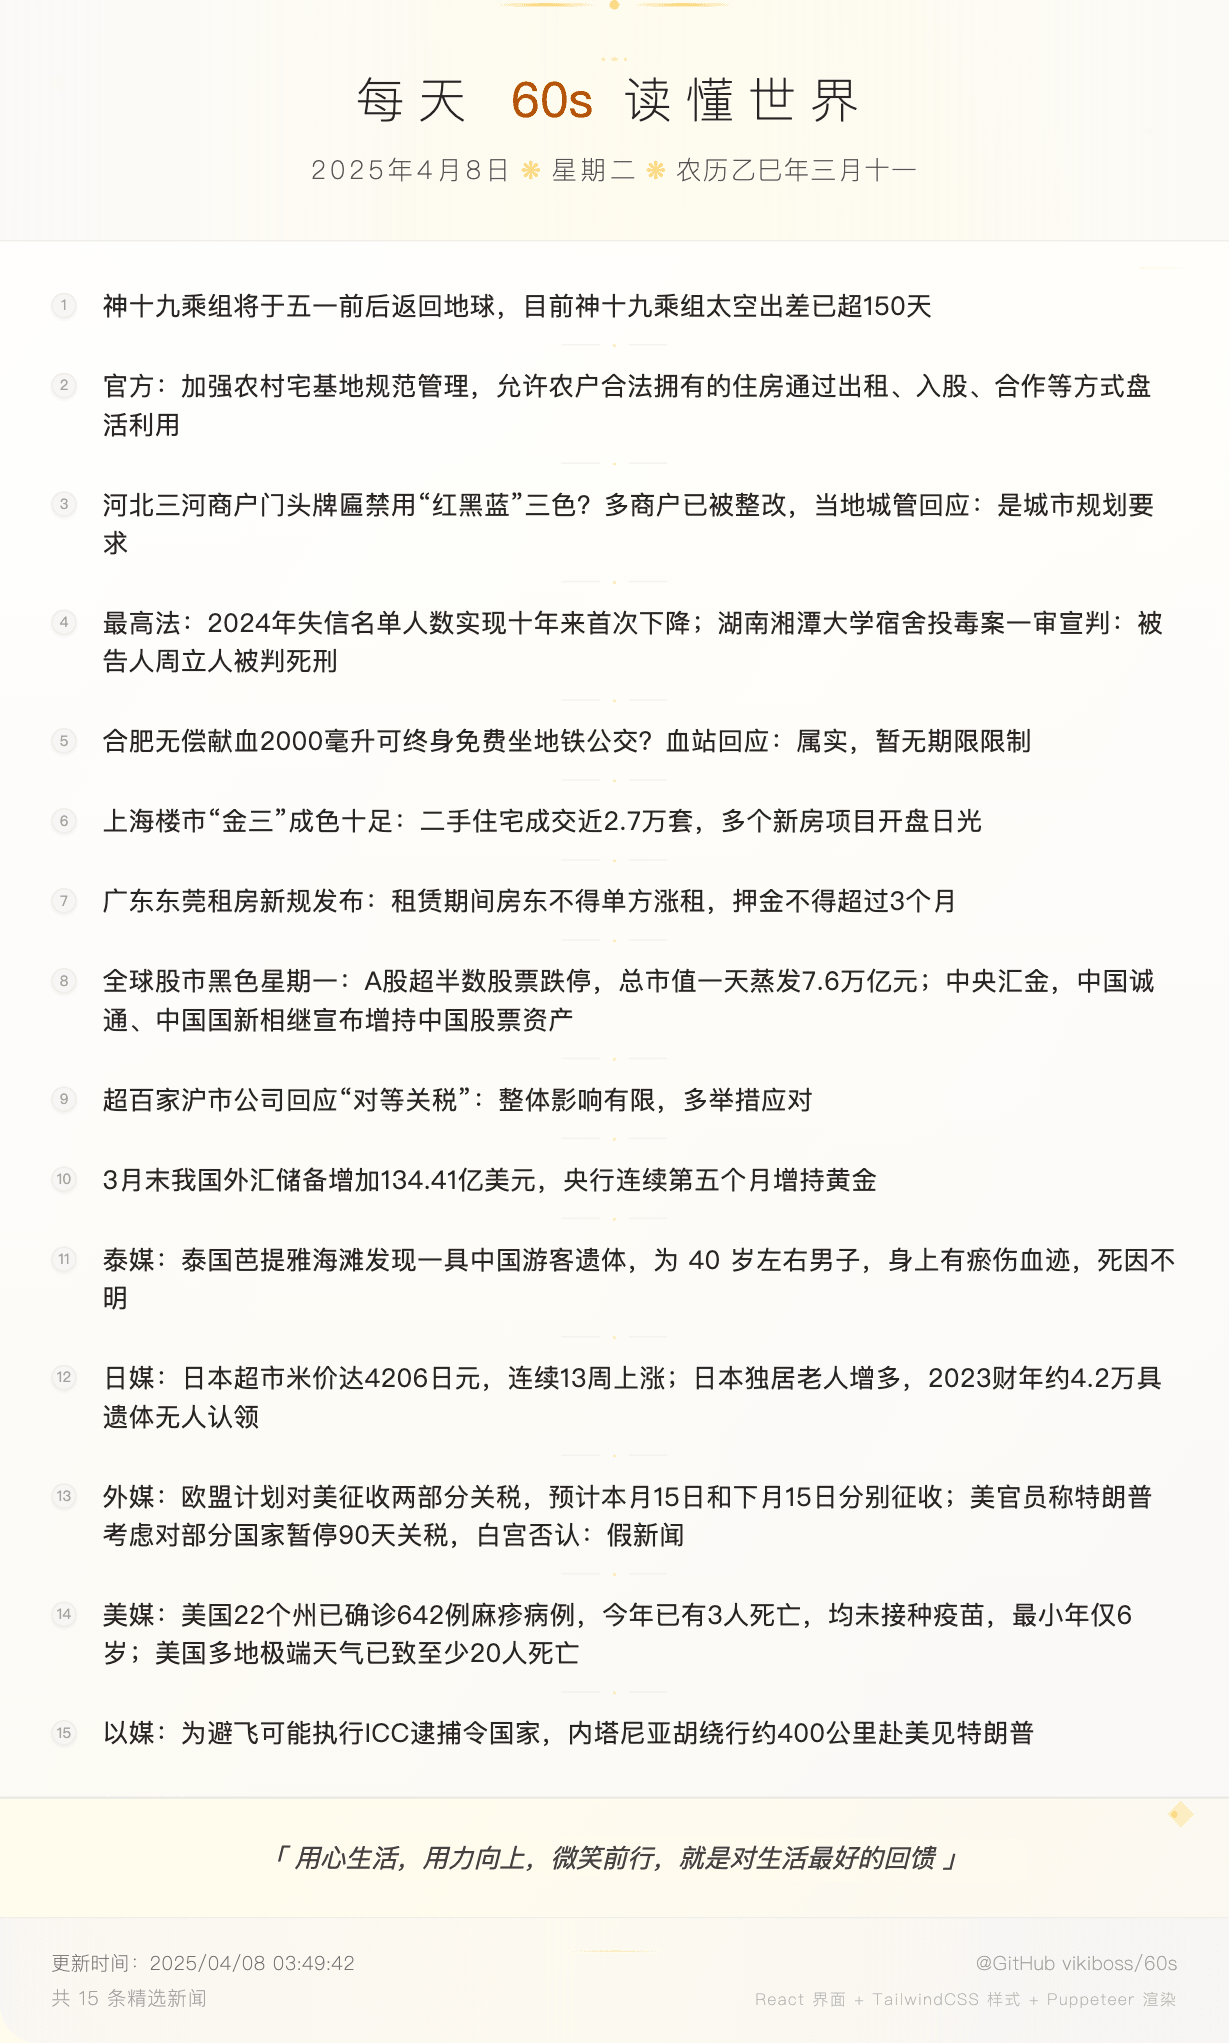 每天 60s 读懂世界
2025年4月8日 ❋ 星期二 ❋ 农历乙巳年三月十一
1 神十九乘组将于五一前后返回地球，目前神十九乘组太空出差已超150天
2 官方：加强农村宅基地规范管理，允许农户合法拥有的住房通过出租、入股、合作等方式盘
活利用
3 河北三河商户门头牌匾禁用“红黑蓝”三色？多商户已被整改，当地城管回应：是城市规划要
求
4 最高法：2024年失信名单人数实现十年来首次下降；湖南湘潭大学宿舍投毒案一审宣判：被
告人周立人被判死刑
5 合肥无偿献血2000毫升可终身免费坐地铁公交？血站回应：属实，暂无期限限制
6 上海楼市“金三”成色十足：二手住宅成交近2.7万套，多个新房项目开盘日光
7 广东东莞租房新规发布：租赁期间房东不得单方涨租，押金不得超过3个月
8 全球股市黑色星期一：A股超半数股票跌停，总市值一天蒸发7.6万亿元；中央汇金，中国诚
通、中国国新相继宣布增持中国股票资产
9 超百家沪市公司回应“对等关税”：整体影响有限，多举措应对
10 3月末我国外汇储备增加134.41亿美元，央行连续第五个月增持黄金
11 泰媒：泰国芭提雅海滩发现一具中国游客遗体，为 40 岁左右男子，身上有瘀伤血迹，死因不
明
12 日媒：日本超市米价达4206日元，连续13周上涨；日本独居老人增多，2023财年约4.2万具
遗体无人认领
13 外媒：欧盟计划对美征收两部分关税，预计本月15日和下月15日分别征收；美官员称特朗普
考虑对部分国家暂停90天关税，白宫否认：假新闻
14 美媒：美国22个州已确诊642例麻疹病例，今年已有3人死亡，均未接种疫苗，最小年仅6
岁；美国多地极端天气已致至少20人死亡
15 以媒：为避飞可能执行ICC逮捕令国家，内塔尼亚胡绕行约400公里赴美见特朗普
「 用心生活，用力向上，微笑前行，就是对生活最好的回馈 」
更新时间：2025/04/08 03:49:42
@GitHub vikiboss/60s
共 15 条精选新闻
React 界面 + TailwindCSS 样式 + Puppeteer 渲染